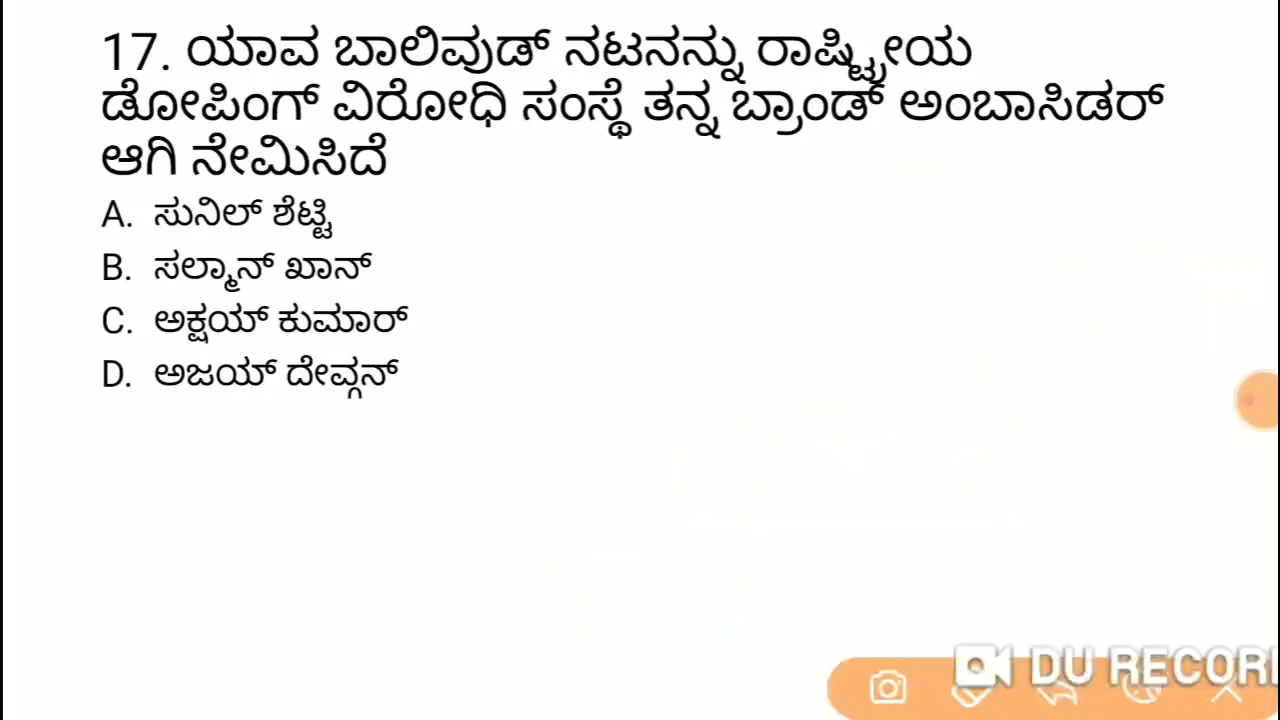 17. ಯಾವ ಬಾಲಿವುಡ್ ನಟನನ್ನು ರಾಷ್ಟ್ರೀಯ
ಡೋಪಿಂಗ್ ವಿರೋಧಿ ಸಂಸ್ಥೆ ತನ್ನ ಬ್ರಾಂಡ್ ಅಂಬಾಸಿಡರ್
ಆಗಿ ನೇಮಿಸಿದೆ
A. ಸುನಿಲ್ ಶೆಟ್ಟಿ
B. ಸಲ್ಮಾನ್ ಖಾನ್
C. ಅಕ್ಷಯ್ ಕುಮಾರ್
D. ಅಜಯ್ ದೇವ್ಗನ್
DU RECOR